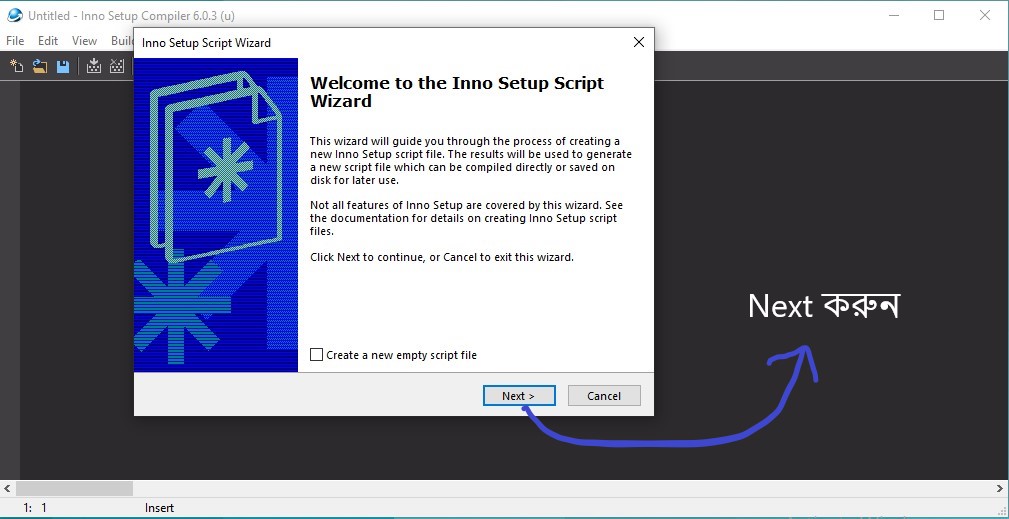 Untitled - Inno Setup Compiler 6.0.3 (u)
File Edit View
Inno Setup Script Wizard
Welcome to the Inno Setup Script
Wizard
This wizard will guide you through the process of creating a
new Inno Setup script file. The results will be used to generate
a new script file which can be compiled directly or saved on
disk for later use.
Not all features of Inno Setup are covered by this wizard. See
the documentation for details on creating Inno Setup script
files.
Click Next to continue, or Cancel to exit this wizard.
Next করুন
Create a new empty script file
Next > Cancel
1: 1 Insert